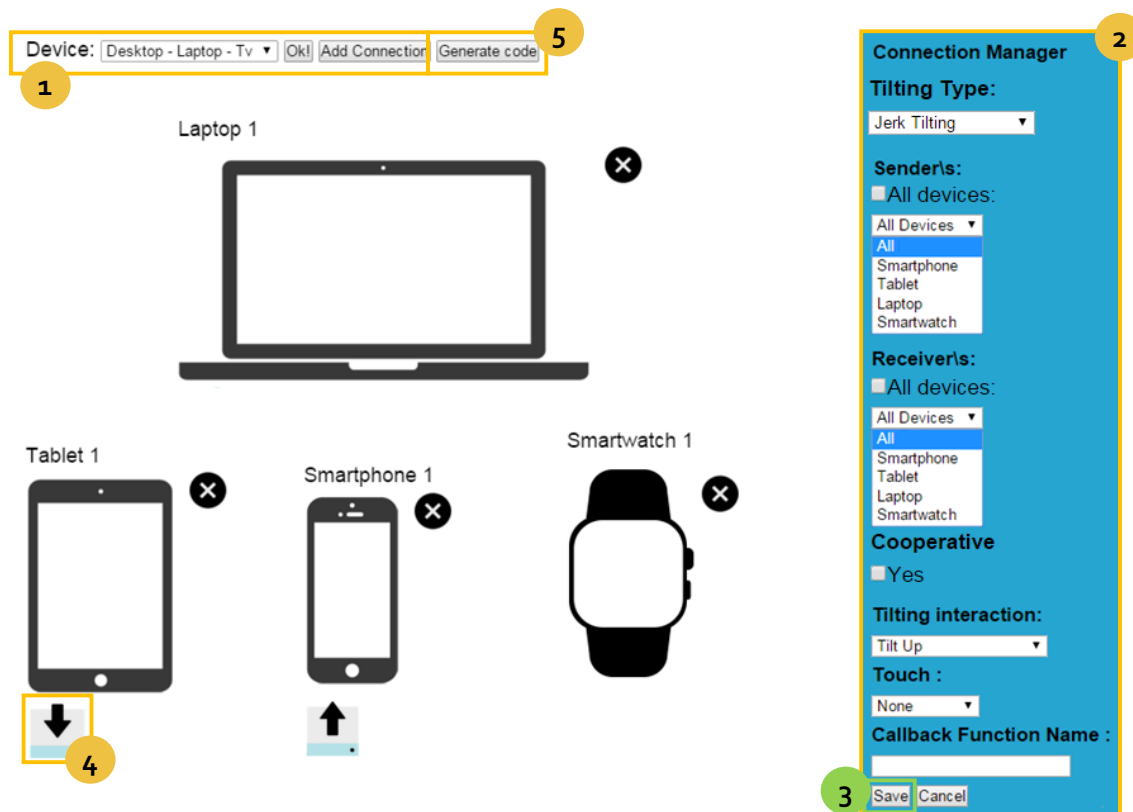 Device: Desktop - Laptop - Tv Ok! Add Connection Generate code
5
1
Laptop 1
Tablet 1
Smartphone 1
Smartwatch 1
4
2
Connection Manager
Tilting Type:
Jerk Tilting
Sender\s:
All devices:
All Devices
All
Smartphone
Tablet
Laptop
Smartwatch
Receiver\s:
All devices:
All Devices
All
Smartphone
Tablet
Laptop
Smartwatch
Cooperative
Yes
Tilting interaction:
Tilt Up
Touch :
None
Callback Function Name :
3
Save Cancel